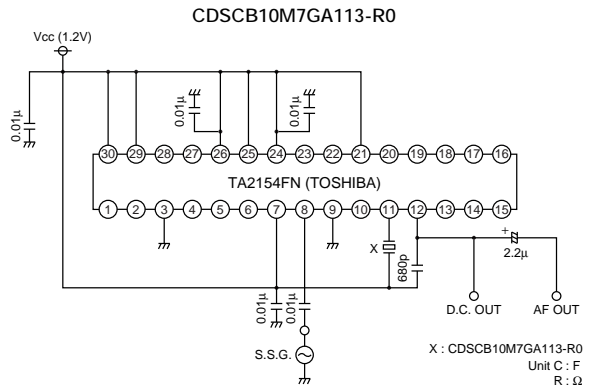 CDSCB10M7GA113-R0
Vcc (1.2V)
0.01μ
0.01μ
0.01μ
30 29 28 27 26 25 24 23 22 21 20 19 18 17 16
TA2154FN (TOSHIBA)
1 2 3 4 5 6 7 8 9 10 11 12 13 14 15
X
680p
+
2.2μ
0.01μ
0.01μ
D.C. OUT
AF OUT
S.S.G.
X : CDSCB10M7GA113-R0
Unit C : F
R : Ω